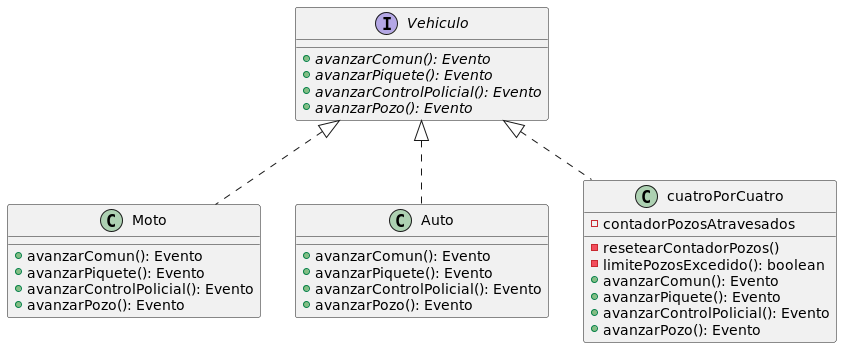 I Vehiculo
avanzarComun(): Evento
avanzarPiquete(): Evento
avanzarControlPolicial(): Evento
avanzarPozo(): Evento
C Moto
avanzarComun(): Evento
avanzarPiquete(): Evento
avanzarControlPolicial(): Evento
avanzarPozo(): Evento
C Auto
avanzarComun(): Evento
avanzarPiquete(): Evento
avanzarControlPolicial(): Evento
avanzarPozo(): Evento
C cuatroPorCuatro
contadorPozosAtravesados
resetearContadorPozos()
limitePozosExcedido(): boolean
avanzarComun(): Evento
avanzarPiquete(): Evento
avanzarControlPolicial(): Evento
avanzarPozo(): Evento